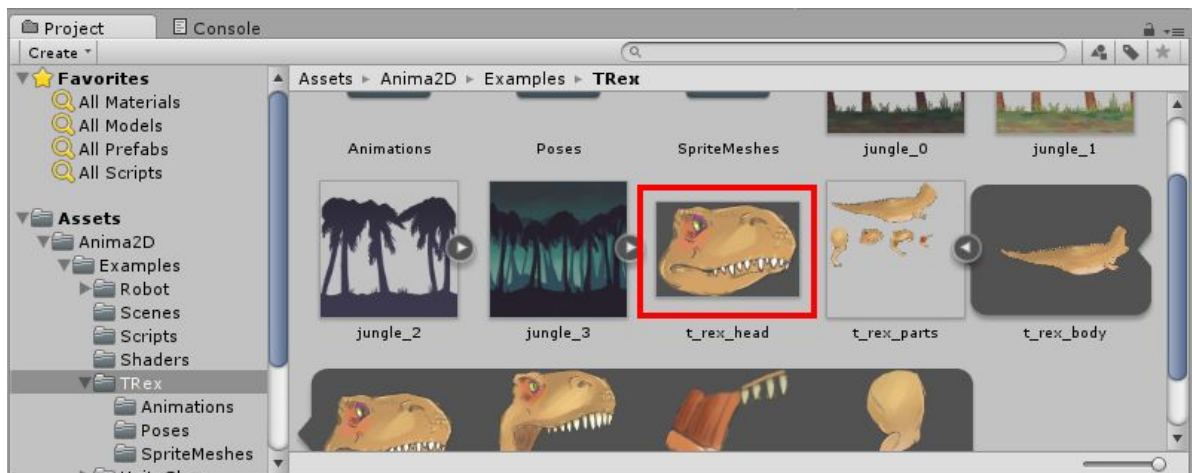 Project
Console
Create
Favorites
All Materials
All Models
All Prefabs
All Scripts
Assets
Anima2D
Examples
Robot
Scenes
Scripts
Shaders
TRex
Animations
Poses
SpriteMeshes
Assets Anima2D Examples TRex
Animations Poses SpriteMeshes jungle_0 jungle_1
jungle_2 jungle_3 t_rex_head t_rex_parts t_rex_body